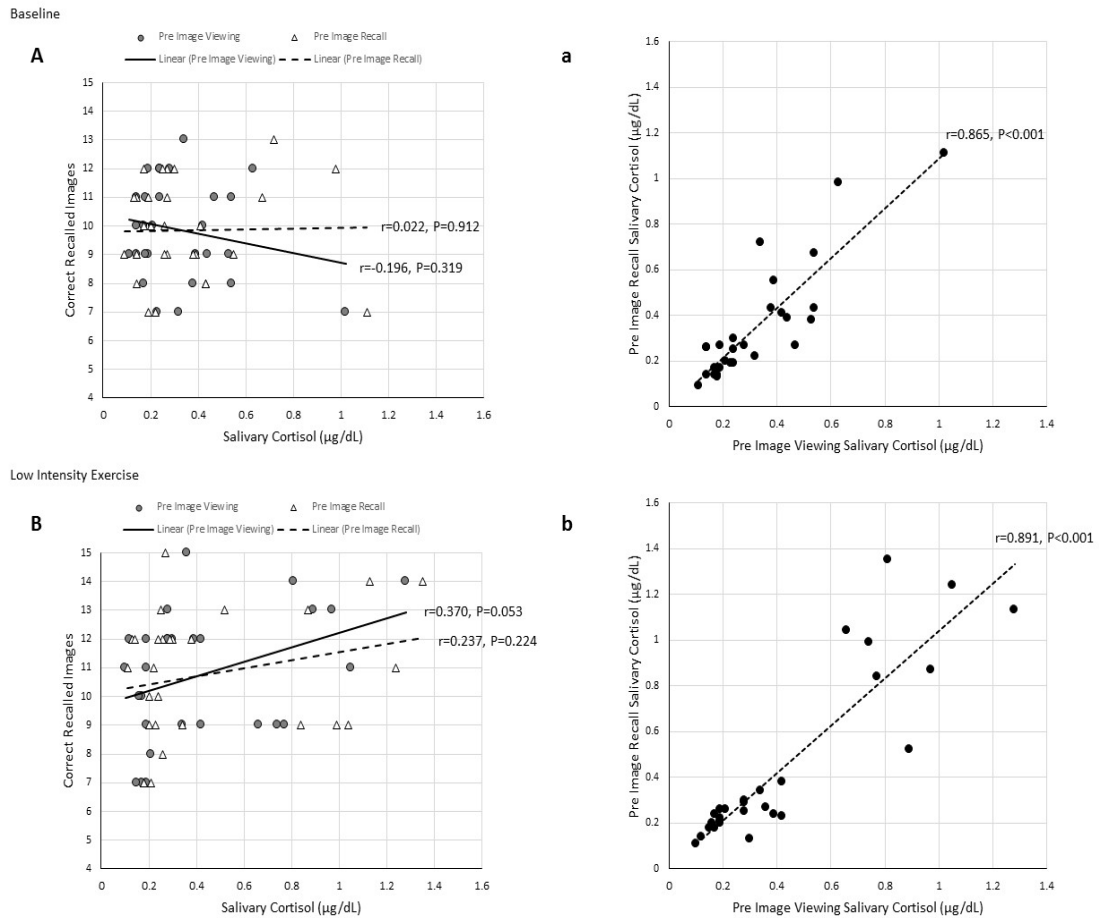 Baseline
A
Pre Image Viewing
Pre Image Recall
Linear (Pre Image Viewing)
Linear (Pre Image Recall)
Correct Recalled Images
15
14
13
12
11
10
9
8
7
6
5
4
r=0.022, P=0.912
r=-0.196, P=0.319
0 0.2 0.4 0.6 0.8 1 1.2 1.4 1.6
Salivary Cortisol (µg/dL)
a
Pre Image Recall Salivary Cortisol (µg/dL)
1.6
1.4
1.2
1
0.8
0.6
0.4
0.2
0
r=0.865, P<0.001
0 0.2 0.4 0.6 0.8 1 1.2 1.4
Pre Image Viewing Salivary Cortisol (µg/dL)
Low Intensity Exercise
B
Pre Image Viewing
Pre Image Recall
Linear (Pre Image Viewing)
Linear (Pre Image Recall)
Correct Recalled Images
15
14
13
12
11
10
9
8
7
6
5
4
r=0.370, P=0.053
r=0.237, P=0.224
0 0.2 0.4 0.6 0.8 1 1.2 1.4 1.6
Salivary Cortisol (µg/dL)
b
Pre Image Recall Salivary Cortisol (µg/dL)
1.6
1.4
1.2
1
0.8
0.6
0.4
0.2
0
r=0.891, P<0.001
0 0.2 0.4 0.6 0.8 1 1.2 1.4
Pre Image Viewing Salivary Cortisol (µg/dL)